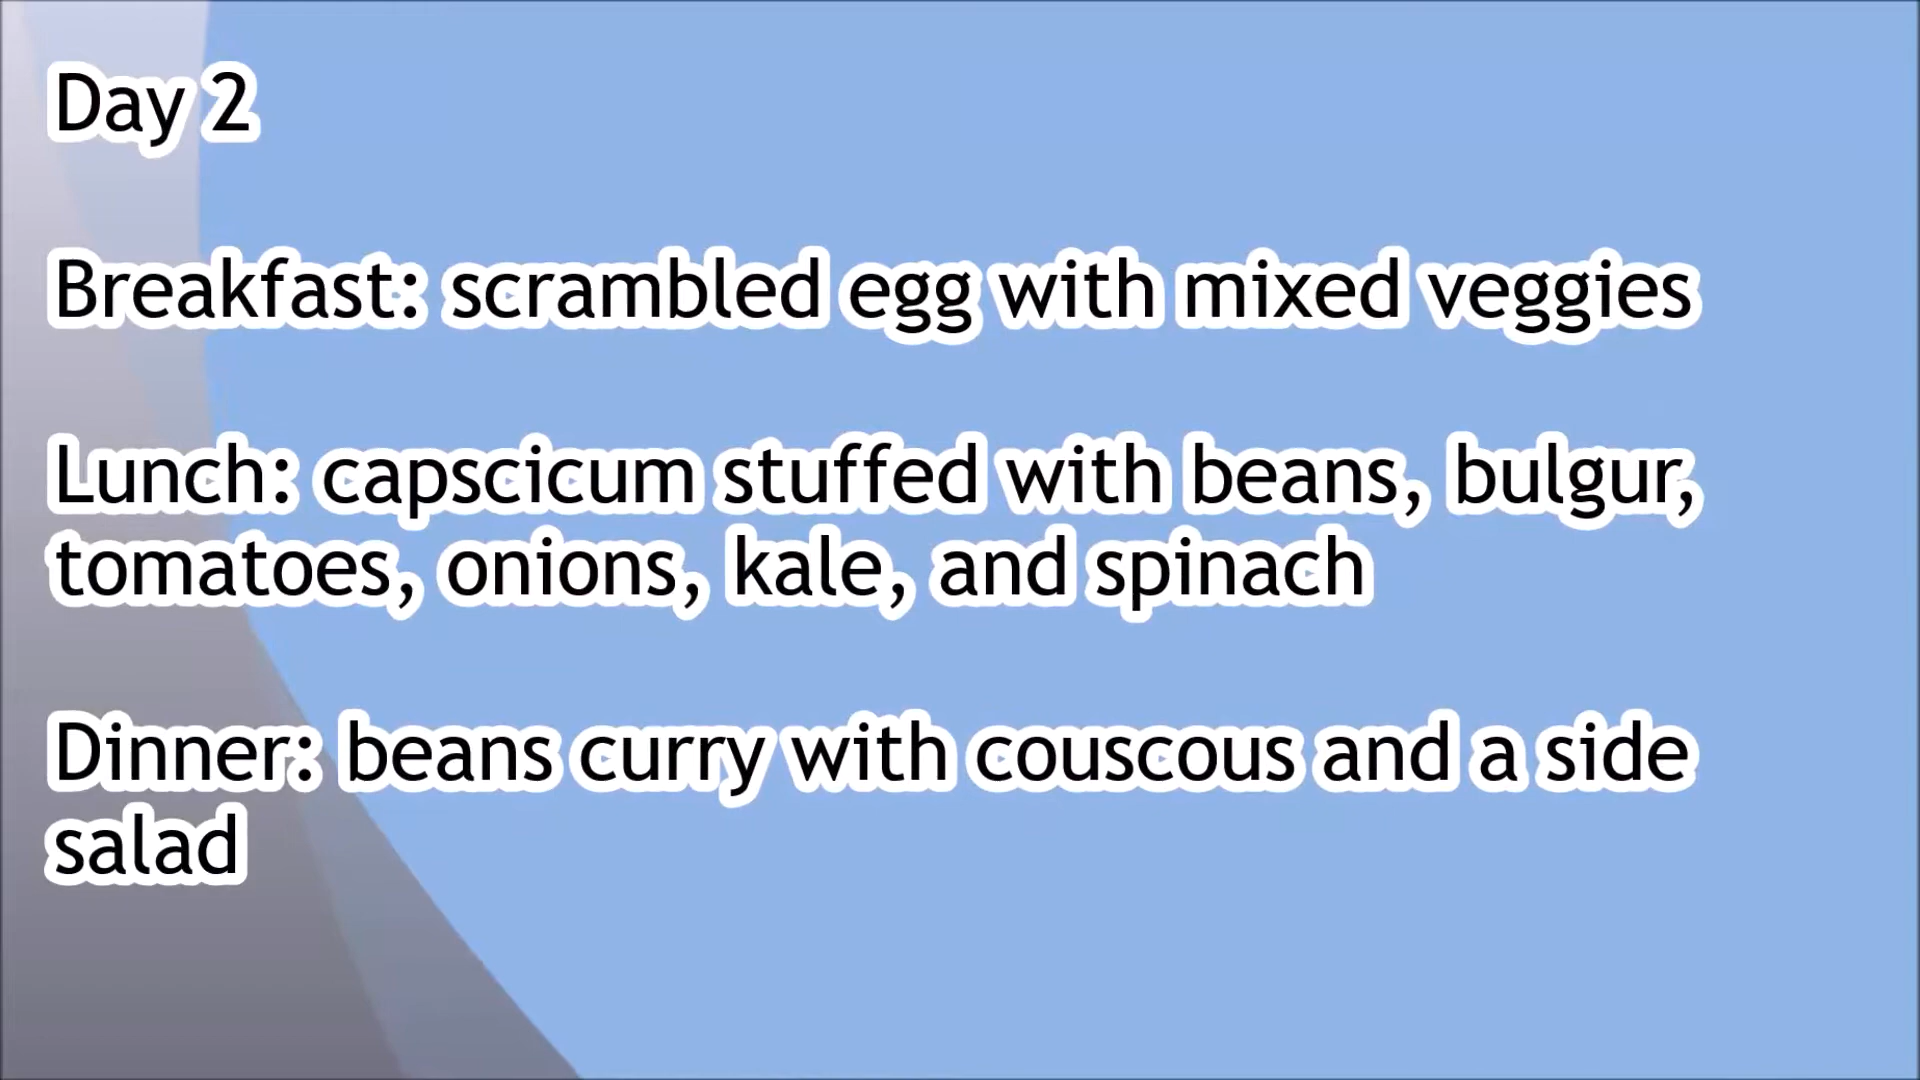 Day 2
Breakfast: scrambled egg with mixed veggies
Lunch: capscicum stuffed with beans, bulgur,
tomatoes, onions, kale, and spinach
Dinner: beans curry with couscous and a side
salad